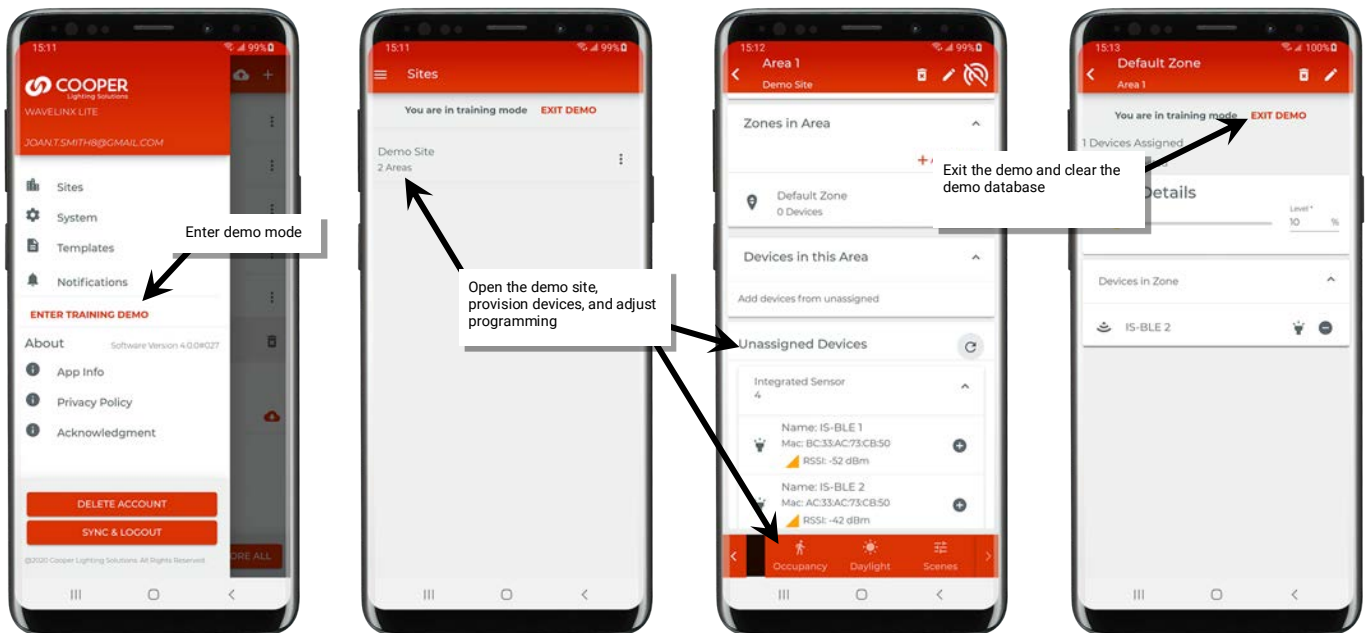 15:11
99%
COOPER
Lighting Solutions
WAVELINX LITE
JOAN.T.SMITH8@GMAIL.COM
Sites
System
Templates
Notifications
ENTER TRAINING DEMO
About
Software Version 4.0.0#027
App Info
Privacy Policy
Acknowledgment
DELETE ACCOUNT
SYNC & LOGOUT
@2020 Cooper Lighting Solutions All Rights Reserved
ORE ALL
Enter demo mode
15:11
99%
Sites
You are in training mode EXIT DEMO
Demo Site
2 Areas
Open the demo site,
provision devices, and adjust
programming
15:12
99%
Area 1
Demo Site
Zones in Area
Default Zone
0 Devices
Devices in this Area
Add devices from unassigned
Unassigned Devices
Integrated Sensor
4
Name: IS-BLE 1
Mac: BC:33:AC:73:CB:50
RSSI: -52 dBm
Name: IS-BLE 2
Mac: AC:33:AC:73:CB:50
RSSI: -42 dBm
Occupancy Daylight Scenes
Exit the demo and clear the
demo database
15:13
100%
Default Zone
Area 1
You are in training mode EXIT DEMO
1 Devices Assigned
Details
Level *
10 %
Devices in Zone
IS-BLE 2